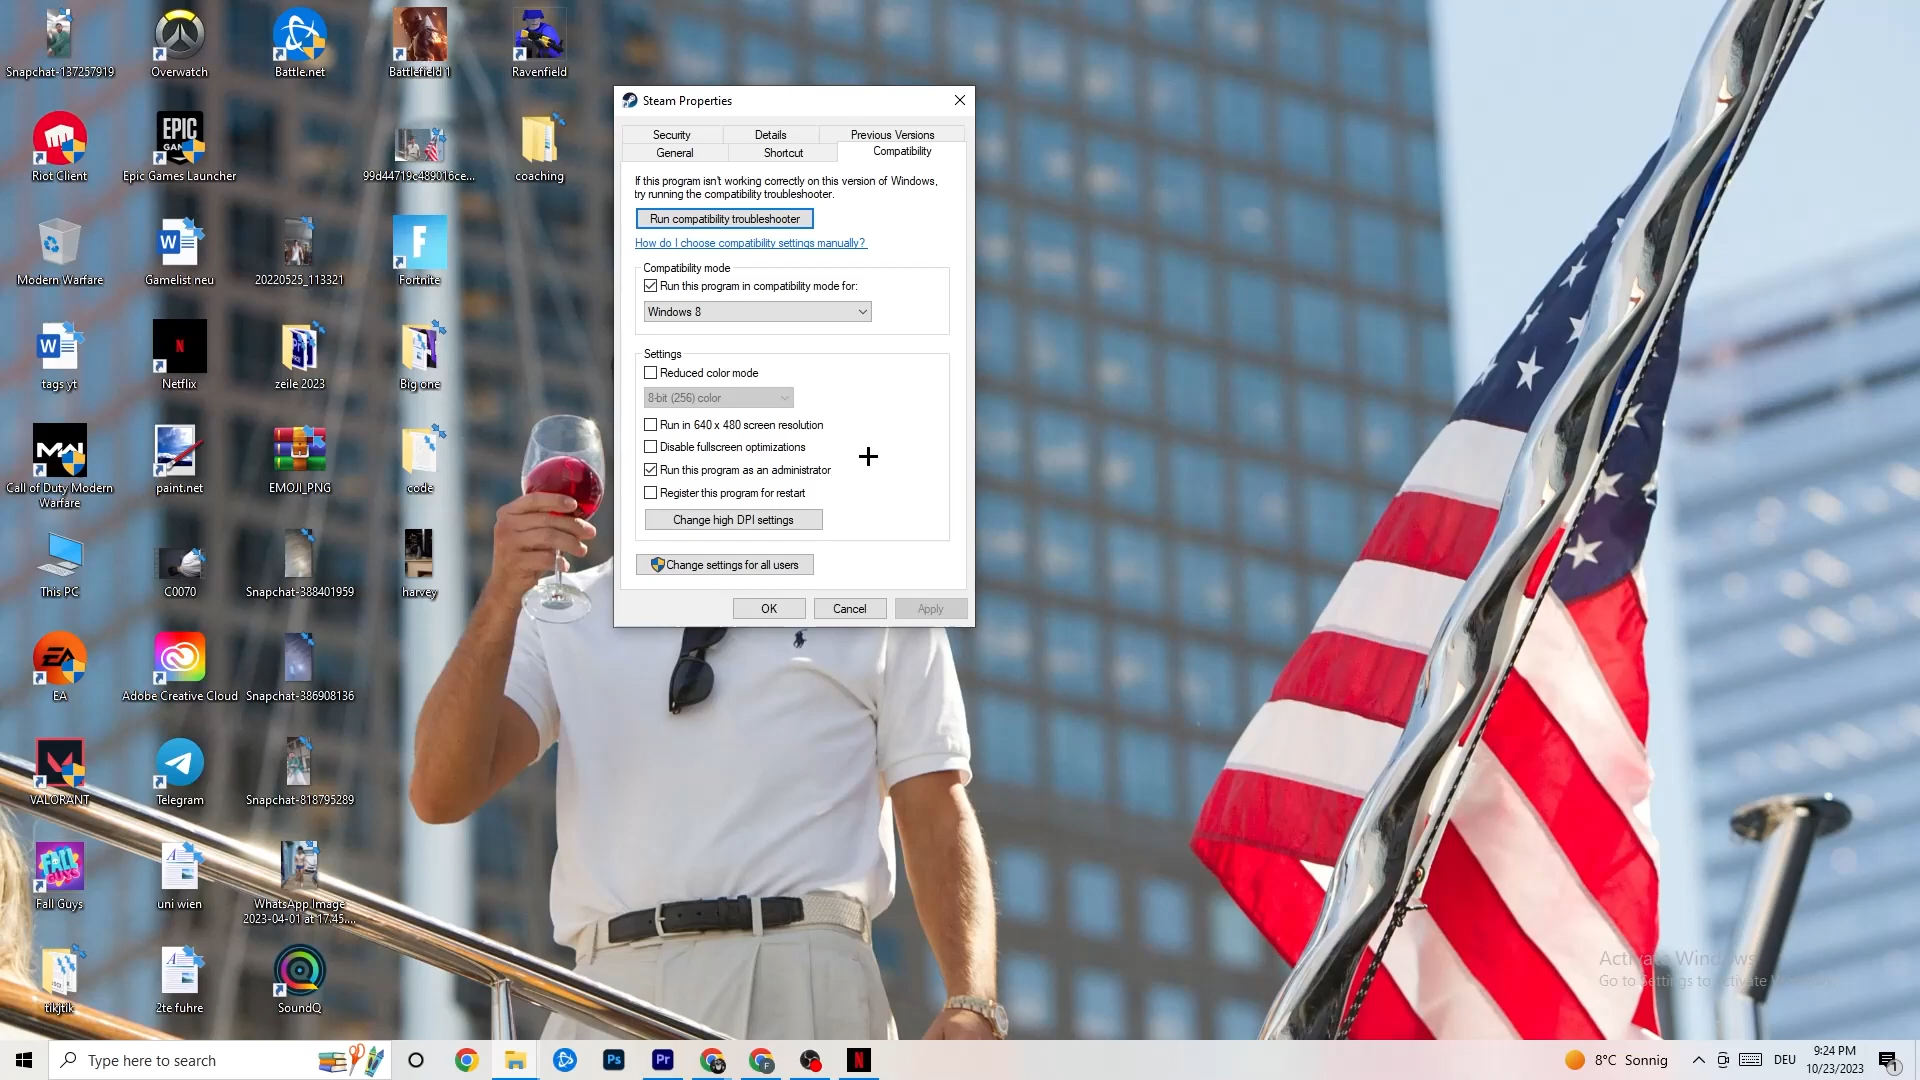 Snapchat-137257919
Overwatch
Battle.net
Battlefield 1
Ravenfield
Riot Client
EPIC
GAM
Epic Games Launcher
99d44719c489016ce...
coaching
Modern Warfare
Gamelist neu
20220525_113321
Fortnite
tags yt
Netflix
zeile 2023
Big one
Call of Duty Modern
Warfare
paint.net
EMOJI_PNG
code
This PC
C0070
Snapchat-388401959
harvey
EA
Adobe Creative Cloud
Snapchat-386908136
VALORANT
Telegram
Snapchat-818795289
FALL
GUYS
Fall Guys
uni wien
WhatsApp Image
2023-04-01 at 17.45....
tikjtik
2te fuhre
SoundQ
Steam Properties
Security
Details
Previous Versions
General
Shortcut
Compatibility
If this program isn't working correctly on this version of Windows,
try running the compatibility troubleshooter.
Run compatibility troubleshooter
How do I choose compatibility settings manually?
Compatibility mode
Run this program in compatibility mode for:
Windows 8
Settings
Reduced color mode
8-bit (256) color
Run in 640 x 480 screen resolution
Disable fullscreen optimizations
Run this program as an administrator
Register this program for restart
Change high DPI settings
Change settings for all users
OK
Cancel
Apply
Activate Windows
Go to Settings to activate
Type here to search
Ps
Pr
8°C Sonnig
DEU
9:24 PM
10/23/2023
1